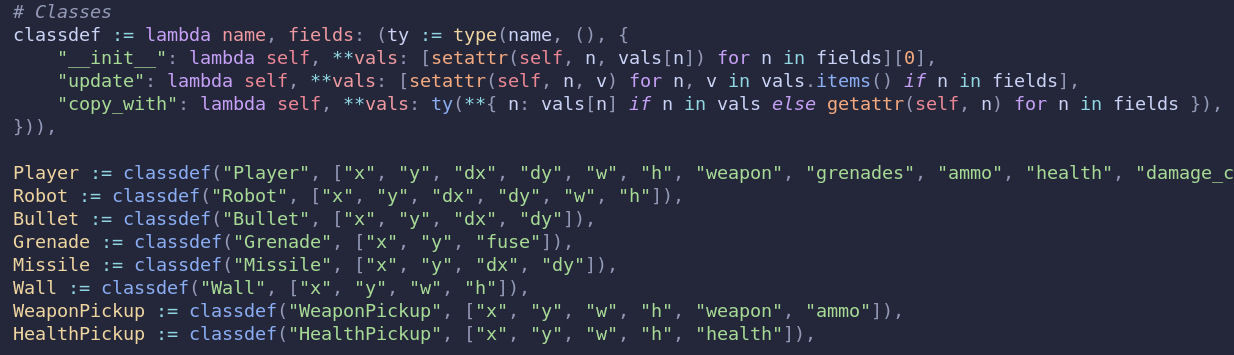 # Classes
classdef := lambda name, fields: (ty := type(name, (), {
    "__init__": lambda self, **vals: [setattr(self, n, vals[n]) for n in fields][0],
    "update": lambda self, **vals: [setattr(self, n, v) for n, v in vals.items() if n in fields],
    "copy_with": lambda self, **vals: ty(**{ n: vals[n] if n in vals else getattr(self, n) for n in fields }),
})),
Player := classdef("Player", ["x", "y", "dx", "dy", "w", "h", "weapon", "grenades", "ammo", "health", "damage_c
Robot := classdef("Robot", ["x", "y", "dx", "dy", "w", "h"]),
Bullet := classdef("Bullet", ["x", "y", "dx", "dy"]),
Grenade := classdef("Grenade", ["x", "y", "fuse"]),
Missile := classdef("Missile", ["x", "y", "dx", "dy"]),
Wall := classdef("Wall", ["x", "y", "w", "h"]),
WeaponPickup := classdef("WeaponPickup", ["x", "y", "w", "h", "weapon", "ammo"]),
HealthPickup := classdef("HealthPickup", ["x", "y", "w", "h", "health"]),